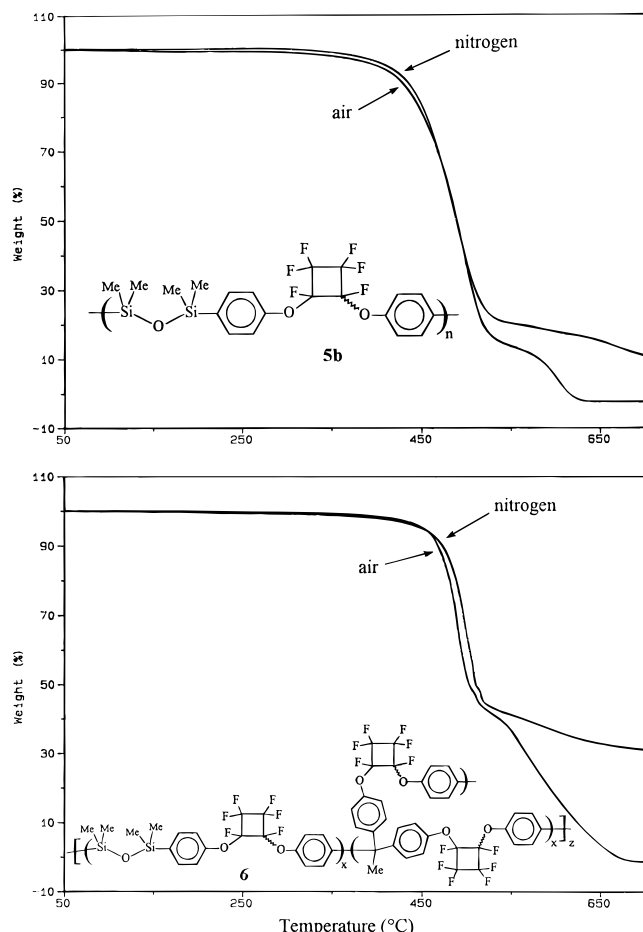 110
90
70
50
30
10
-10
Weight (%)
nitrogen
air
Me Me Me Me
Si Si
O
F F
F F
F F
O O
n
5b
50 250 450 650
110
90
70
50
30
10
-10
Weight (%)
nitrogen
air
F F
F F
F F
O O
Me Me Me Me
Si Si
O
F F
F F
F F
O O
x
Me
O O
F F
F F
F F
x z
6
50 250 450 650
Temperature (°C)